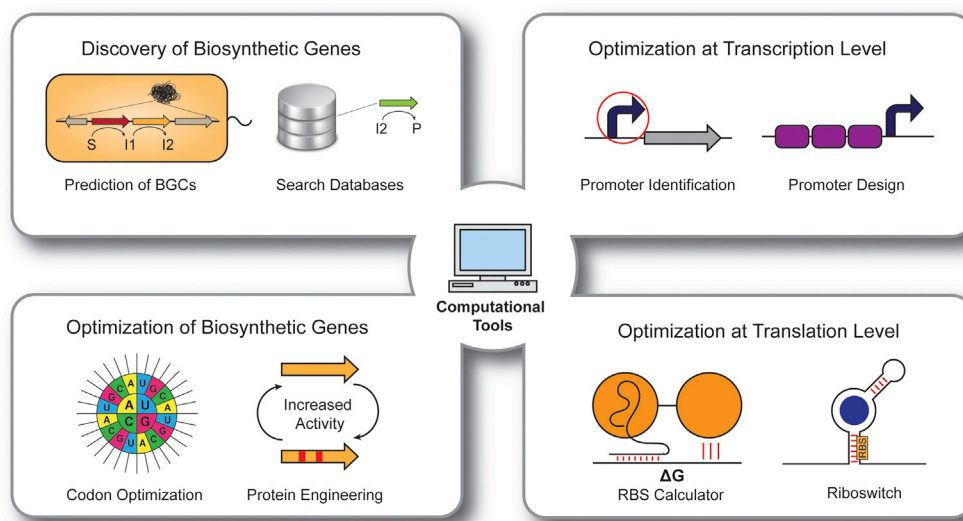 Discovery of Biosynthetic Genes
S I1 I2
I2 P
Prediction of BGCs
Search Databases
Optimization at Transcription Level
Promoter Identification
Promoter Design
Computational
Tools
Optimization of Biosynthetic Genes
A U
C G
A U G C A U G C A U G C A U G C
Increased
Activity
Codon Optimization
Protein Engineering
Optimization at Translation Level
RBS
ΔG
RBS Calculator
Riboswitch